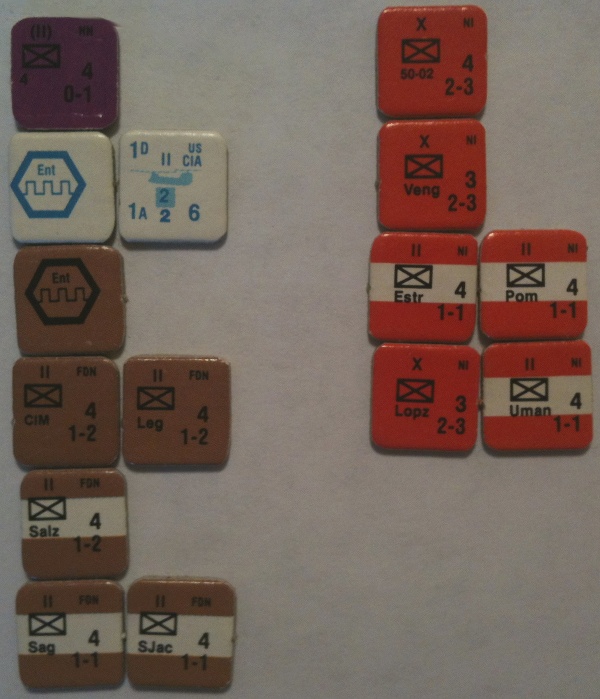 (II) HN
4
4
0-1
Ent
1D II US
CIA
2
1A 2 6
Ent
II FDN
CIM 4
1-2
II FDN
Leg 4
1-2
II FDN
Salz 4
1-2
II FDN
Sag 4
1-1
II FDN
SJac 4
1-1
X NI
50-02 4
2-3
X NI
Veng 3
2-3
II NI
Estr 4
1-1
II NI
Pom 4
1-1
X NI
Lopz 3
2-3
II NI
Uman 4
1-1